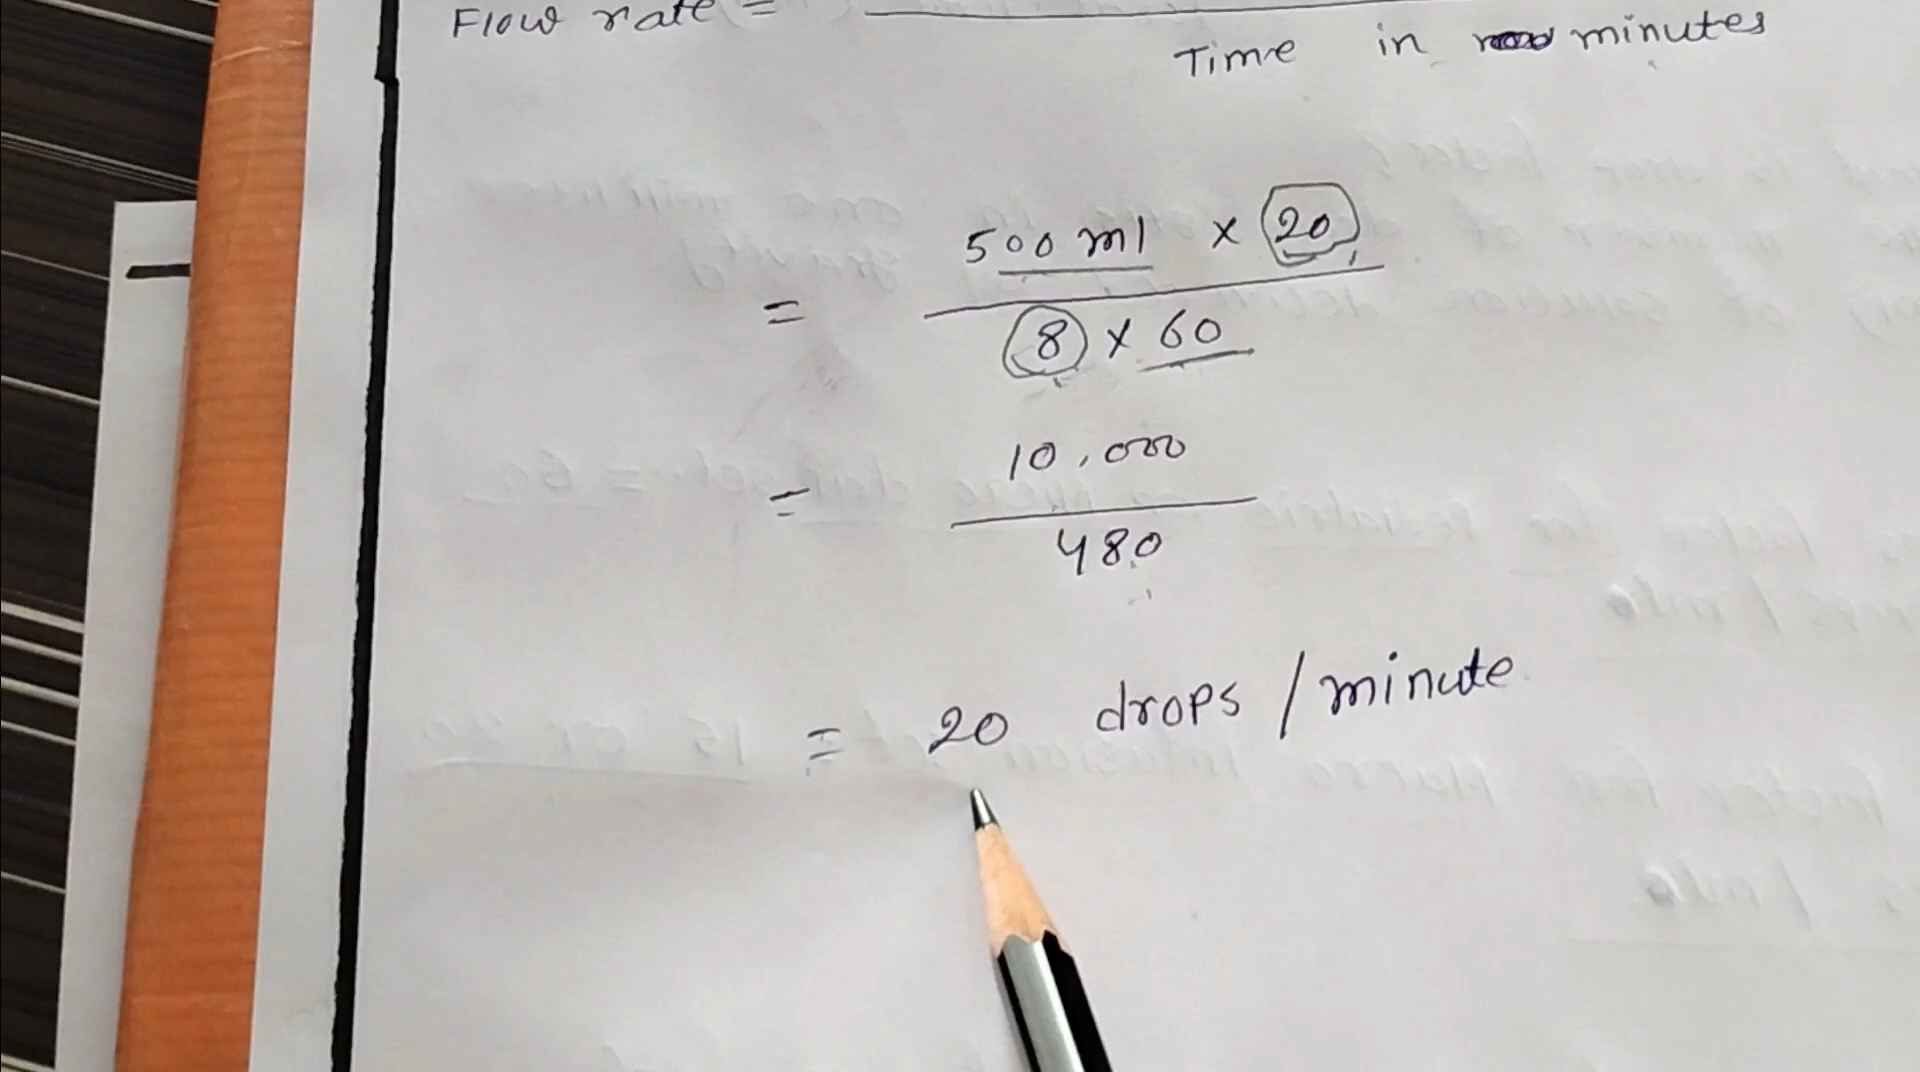 Flow rate =
Time in minutes
= 500 ml x 20
8 x 60
= 10,000
480
= 20 drops / minute